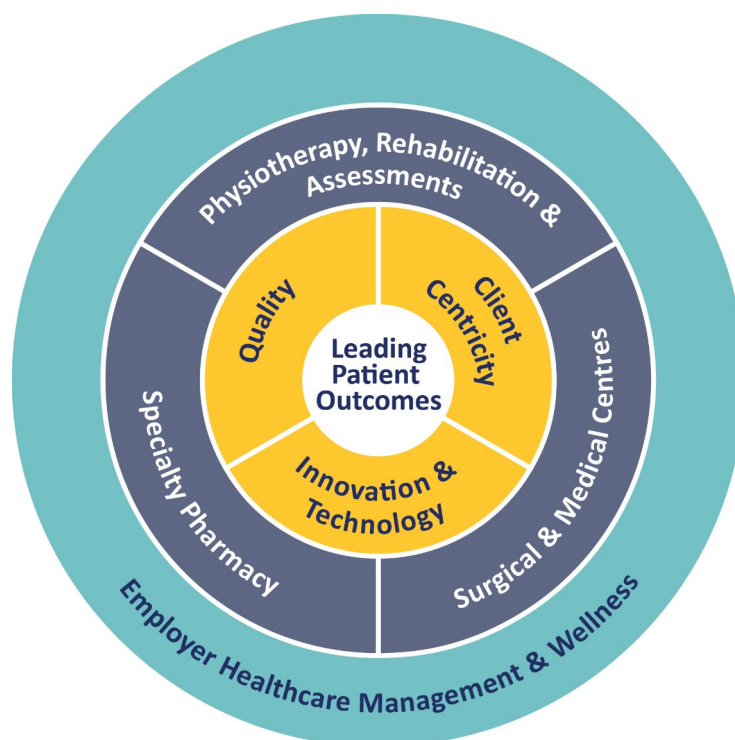 Physiotherapy, Rehabilitation &
Assessments
Quality
Client
Centricity
Leading
Patient
Outcomes
Innovation &
Technology
Specialty Pharmacy
Surgical & Medical Centres
Employer Healthcare Management & Wellness